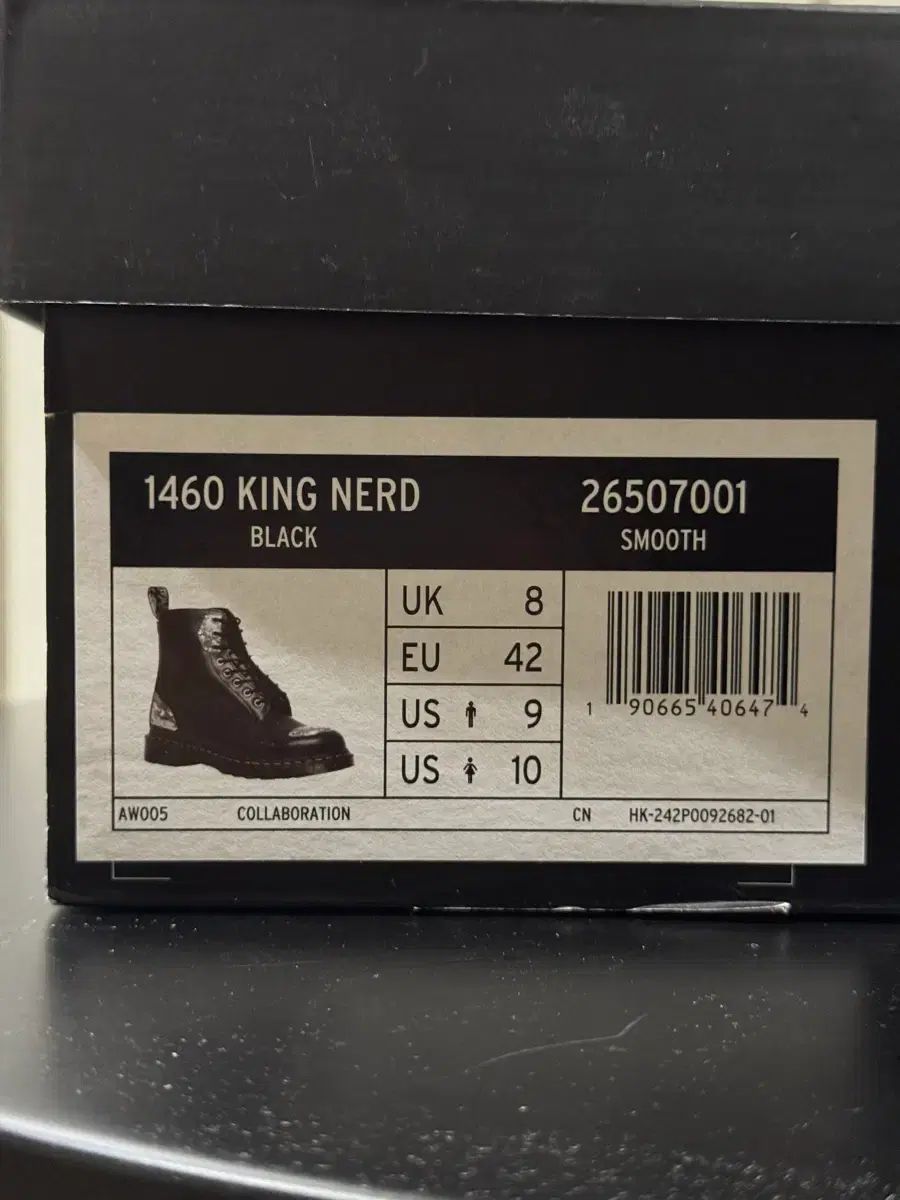 1460 KING NERD
BLACK
26507001
SMOOTH
UK 8
EU 42
US 9
US 10
1 90665 40647 4
AW005 COLLABORATION CN HK-242P0092682-01